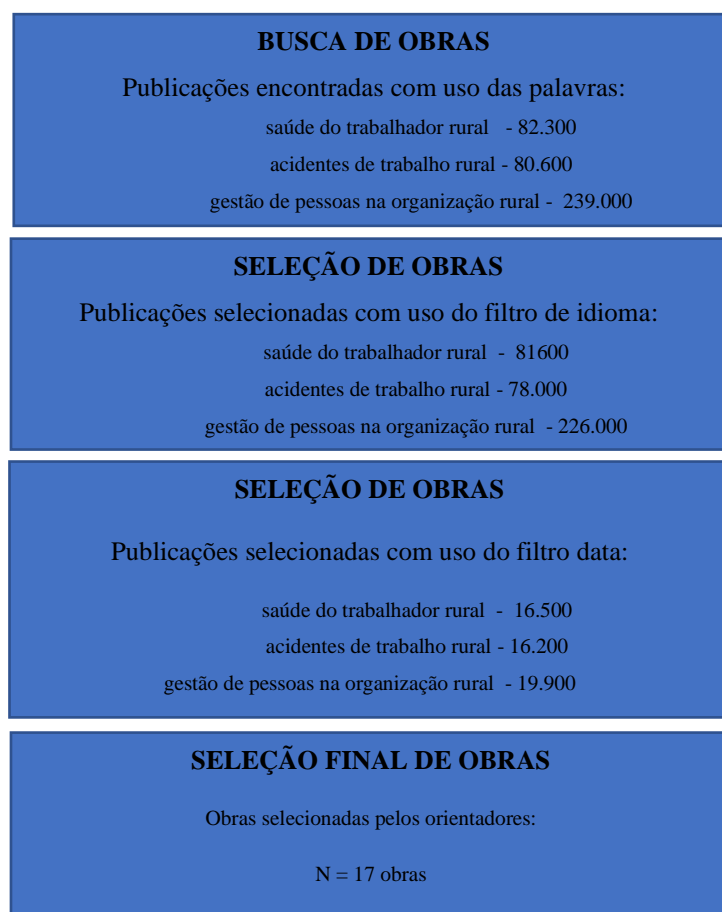 BUSCA DE OBRAS
Publicações encontradas com uso das palavras:
saúde do trabalhador rural - 82.300
acidentes de trabalho rural - 80.600
gestão de pessoas na organização rural - 239.000
SELEÇÃO DE OBRAS
Publicações selecionadas com uso do filtro de idioma:
saúde do trabalhador rural - 81600
acidentes de trabalho rural - 78.000
gestão de pessoas na organização rural - 226.000
SELEÇÃO DE OBRAS
Publicações selecionadas com uso do filtro data:
saúde do trabalhador rural - 16.500
acidentes de trabalho rural - 16.200
gestão de pessoas na organização rural - 19.900
SELEÇÃO FINAL DE OBRAS
Obras selecionadas pelos orientadores:
N = 17 obras